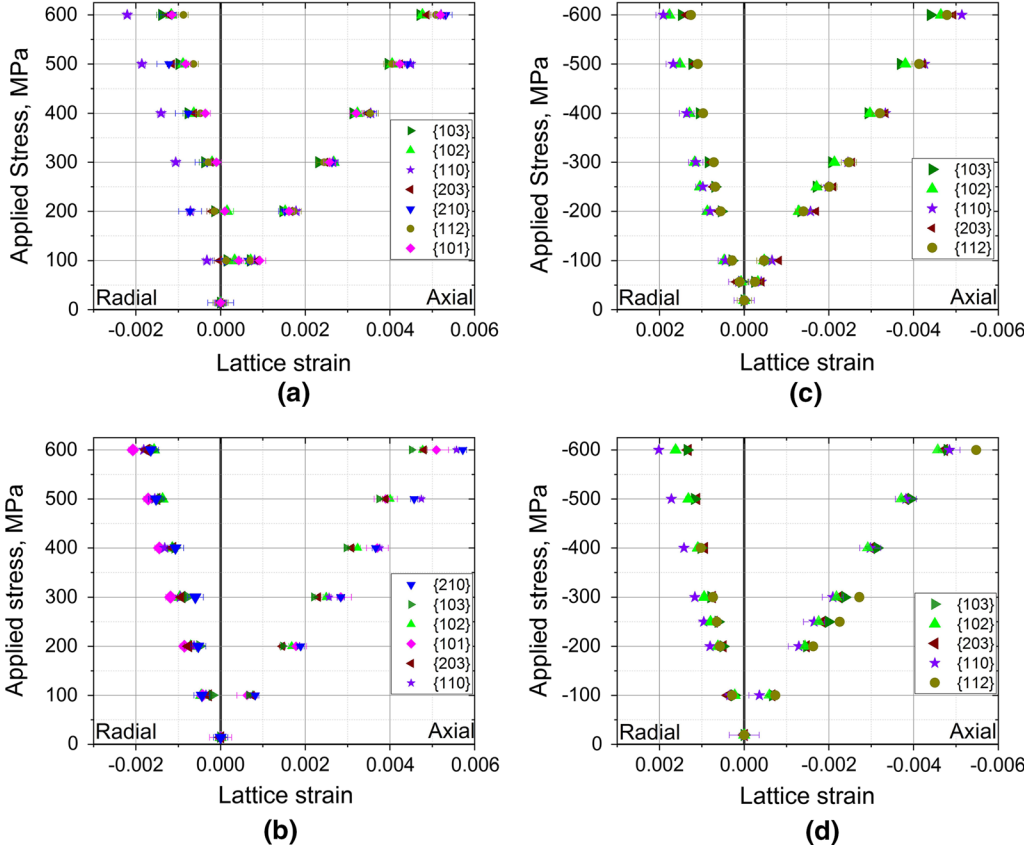 600
500
400
300
200
100
0
Applied Stress, MPa
{103}
{102}
{110}
{203}
{210}
{112}
{101}
Radial
Axial
-0.002 0.000 0.002 0.004 0.006
Lattice strain
(a)
-600
-500
-400
-300
-200
-100
0
Applied Stress, MPa
{103}
{102}
{110}
{203}
{112}
Radial
Axial
0.002 0.000 -0.002 -0.004 -0.006
Lattice strain
(c)
600
500
400
300
200
100
0
Applied stress, MPa
{210}
{103}
{102}
{101}
{203}
{110}
Radial
Axial
-0.002 0.000 0.002 0.004 0.006
Lattice strain
(b)
-600
-500
-400
-300
-200
-100
0
Applied stress, MPa
{103}
{102}
{203}
{110}
{112}
Radial
Axial
0.002 0.000 -0.002 -0.004 -0.006
Lattice strain
(d)